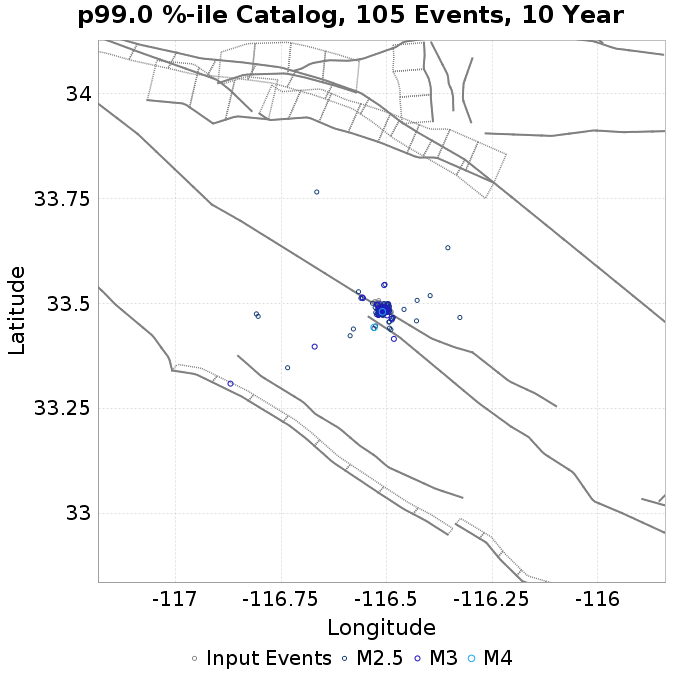 p99.0 %-ile Catalog, 105 Events, 10 Year
34
33.75
33.5
33.25
33
Latitude
-117
-116.75
-116.5
-116.25
-116
Longitude
Input Events
M2.5
M3
M4